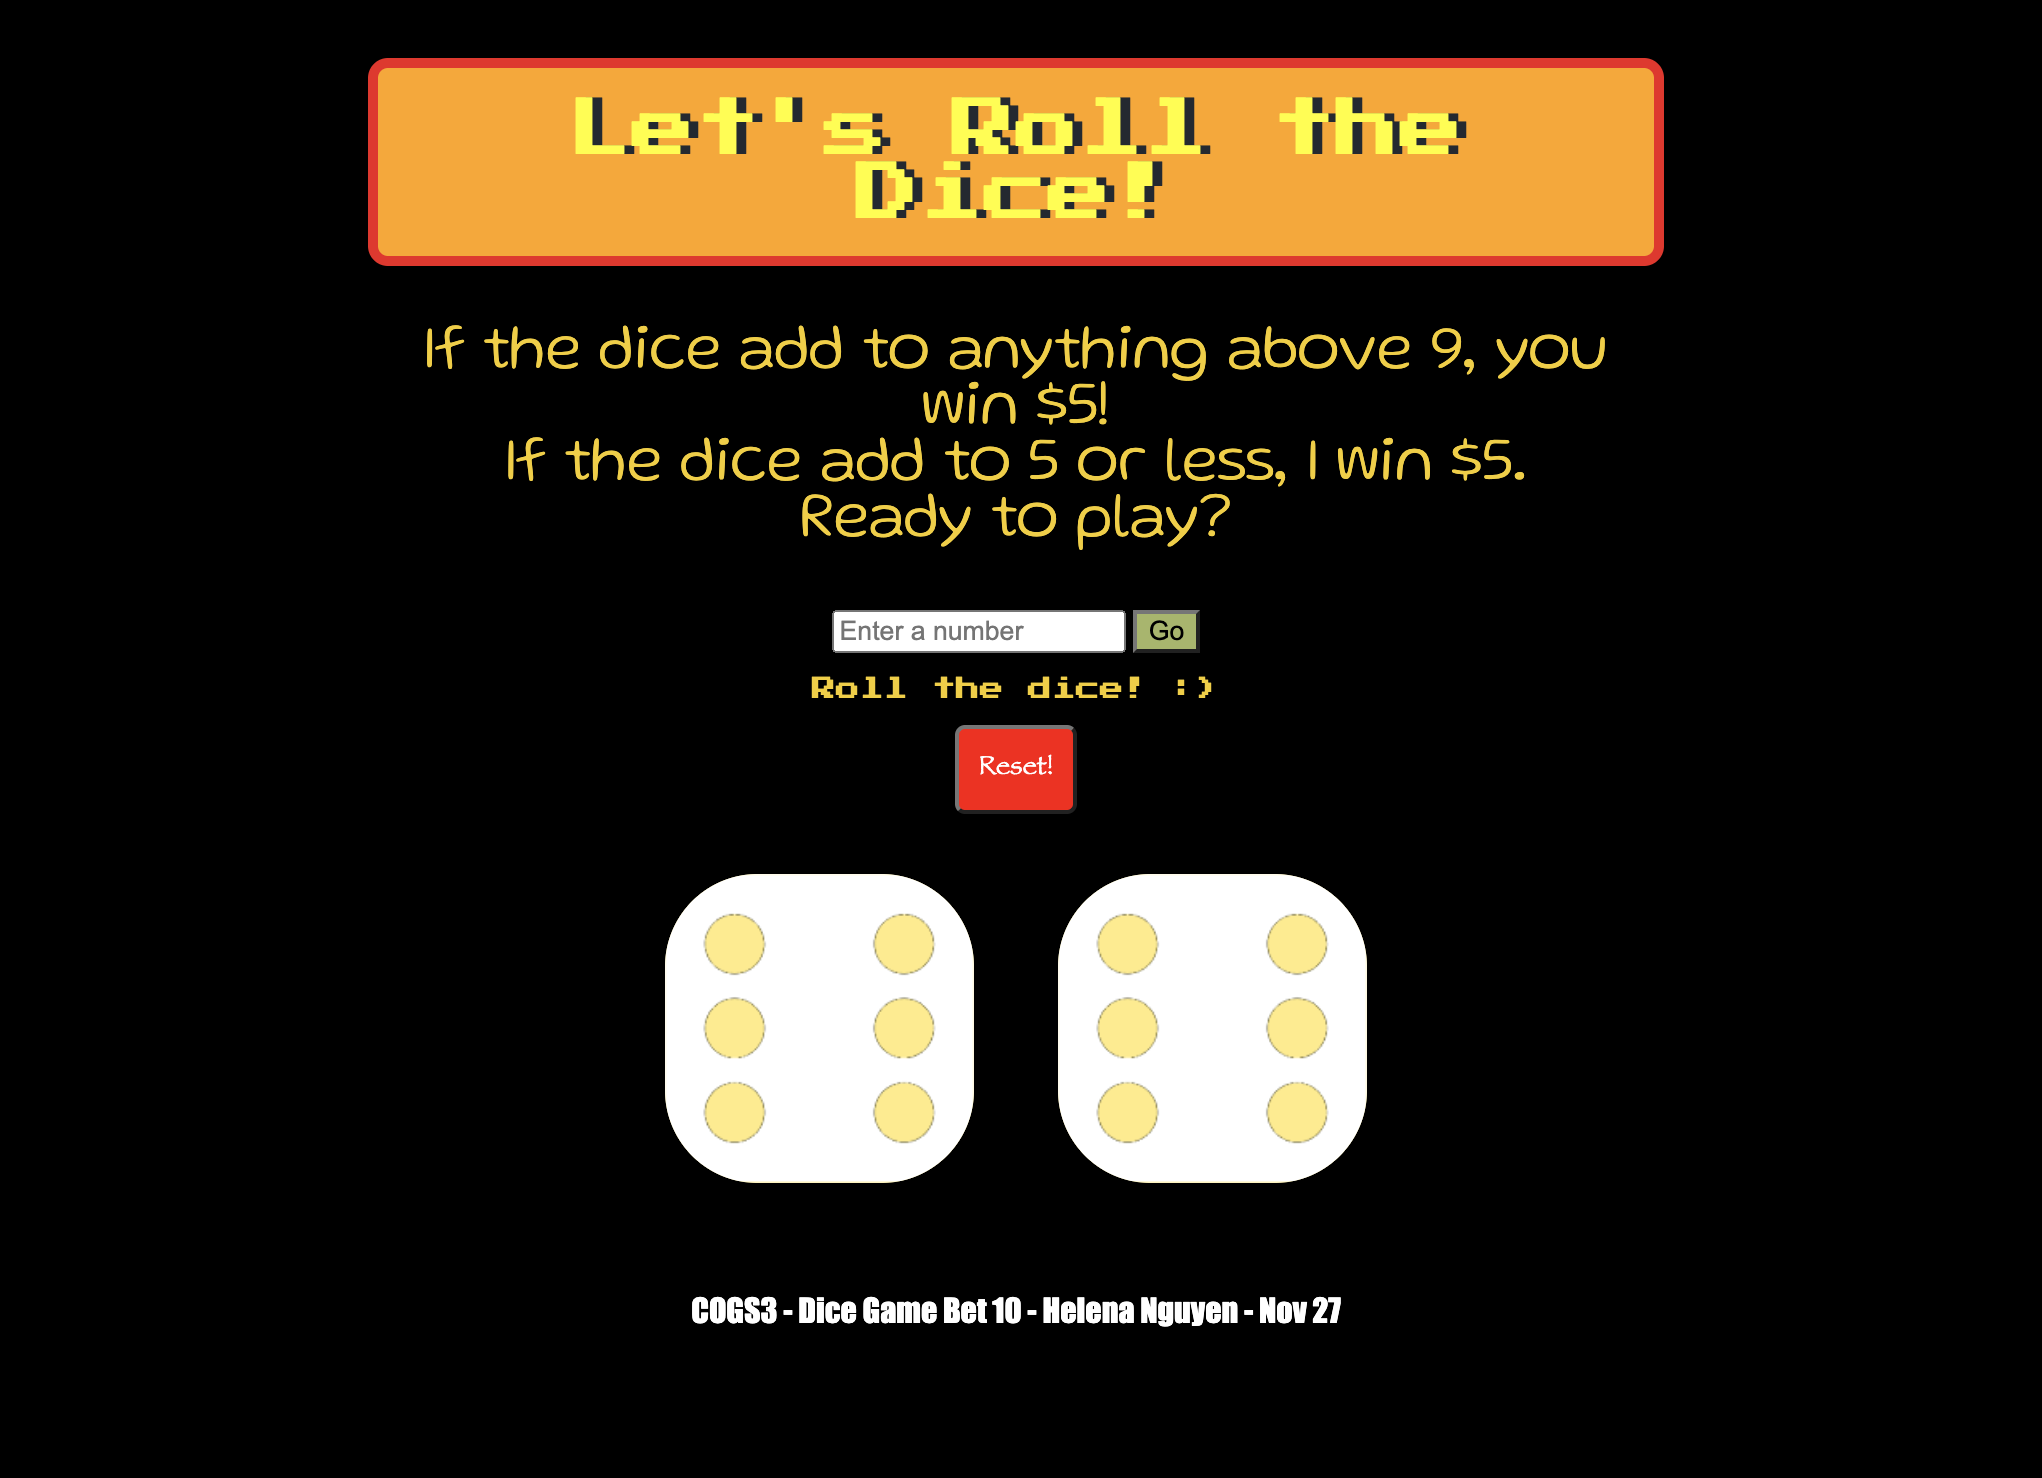 Let's Roll the
Dice!
If the dice add to anything above 9, you
win $5!
If the dice add to 5 or less, I win $5.
Ready to play?
Enter a number Go
Roll the dice! :)
Reset!
COGS3 - Dice Game Bet 10 - Helena Nguyen - Nov 27